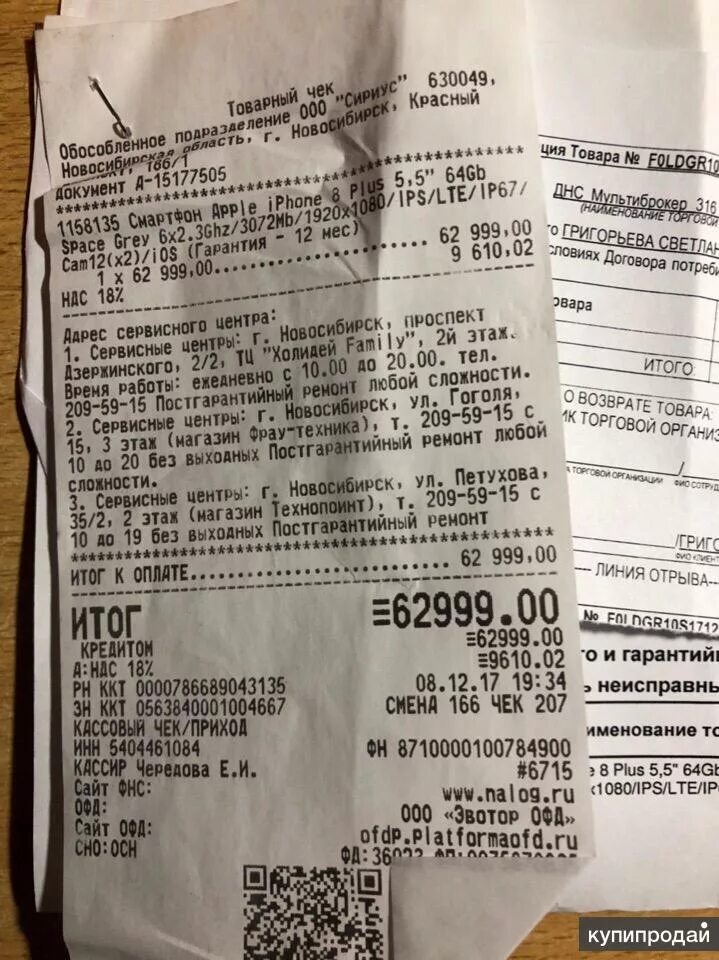 Товарный чек
Обособленное подразделение ООО "Сириус" 630049,
Новосибирская область, г. Новосибирск, Красный
186/1
Документ А-15177505
1158135 Смартфон Apple iPhone 8 Plus 5,5" 64Gb
Space Grey 6x2.3Ghz/3072Mb/1920x1080/IPS/LTE/IP67/
Cam12(x2)/iOS (Гарантия - 12 мес)
1 x 62 999,00.................... 62 999,00
НДС 18% 9 610,02
Адрес сервисного центра:
1. Сервисные центры: г. Новосибирск, проспект
Дзержинского, 2/2, ТЦ "Холидей Family", 2й этаж.
Время работы: ежедневно с 10.00 до 20.00. тел.
209-59-15 Постгарантийный ремонт любой сложности.
2. Сервисные центры: г. Новосибирск, ул. Гоголя,
15, 3 этаж (магазин Фрау-техника), т. 209-59-15 с
10 до 20 без выходных Постгарантийный ремонт любой
сложности.
3. Сервисные центры: г. Новосибирск, ул. Петухова,
35/2, 2 этаж (магазин Технопоинт), т. 209-59-15 с
10 до 19 без выходных Постгарантийный ремонт
ИТОГ К ОПЛАТЕ........................ 62 999,00
ИТОГ ≡62999.00
КРЕДИТОМ ≡62999.00
А:НДС 18% ≡9610.02
РН ККТ 0000786689043135 08.12.17 19:34
ЗН ККТ 0563840001004667 СМЕНА 166 ЧЕК 207
КАССОВЫЙ ЧЕК/ПРИХОД
ИНН 5404461084 ФН 8710000100784900
КАССИР Чередова Е.И. #6715
Сайт ФНС: www.nalog.ru
ОФД: ООО «Эвотор ОФД»
Сайт ОФД: ofdp.platformaofd.ru
СНО:ОСН
ция Товара № F0LDGR10
ДНС Мультиброкер 316
(НАИМЕНОВАНИЕ ТОРГОВОЙ
ГРИГОРЬЕВА СВЕТЛАН
словиях Договора потреби
овара
ИТОГО:
О ВОЗВРАТЕ ТОВАРА:
ИК ТОРГОВОЙ ОРГАНИЗ
А ТОРГОВОЙ ОРГАНИЗАЦИИ ФИО СОТРУД
/ГРИГО
ФИО КЛИЕН
--- ЛИНИЯ ОТРЫВА---
№ F0LDGR10S1712
го и гарантийн
ь неисправны
именование то
e 8 Plus 5,5" 64Gb
x1080/IPS/LTE/IP
купипродай